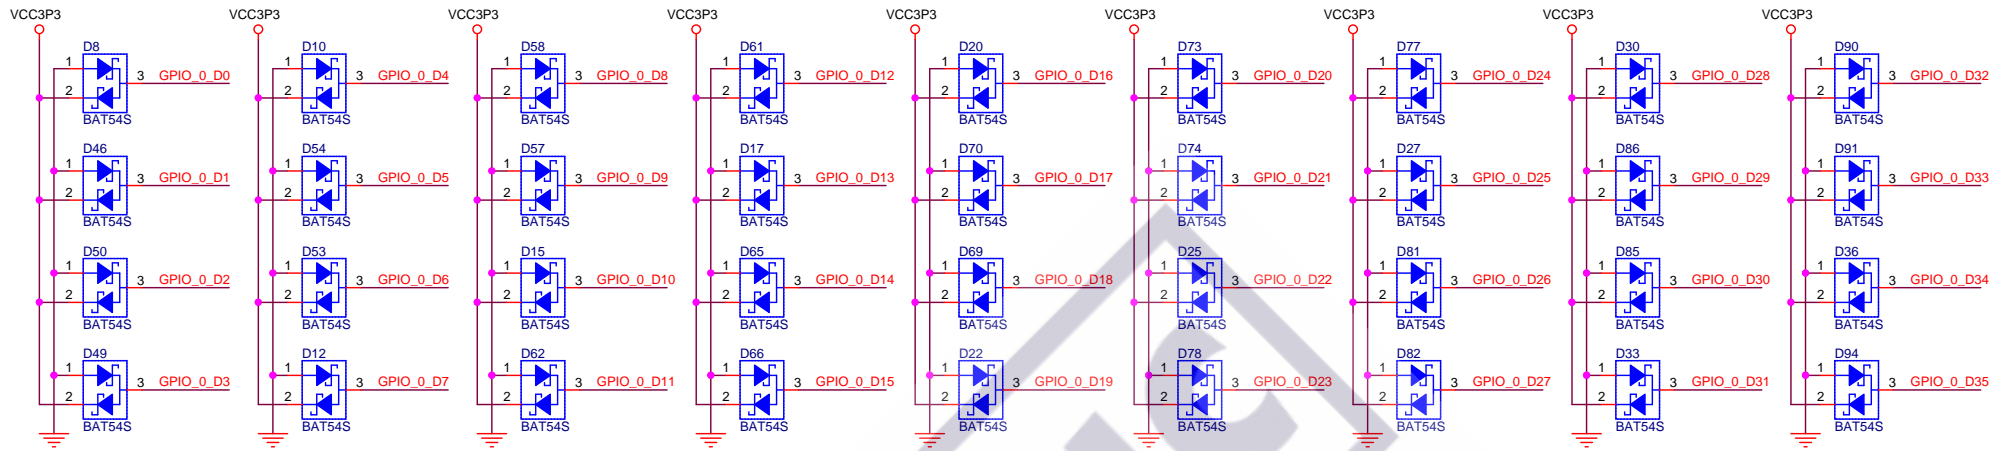 VCC3P3 VCC3P3 VCC3P3 VCC3P3 VCC3P3 VCC3P3 VCC3P3 VCC3P3 VCC3P3
D8 D10 D58 D61 D20 D73 D77 D30 D90
1 1 1 1 1 1 1 1 1
3 GPIO_0_D0 3 GPIO_0_D4 3 GPIO_0_D8 3 GPIO_0_D12 3 GPIO_0_D16 3 GPIO_0_D20 3 GPIO_0_D24 3 GPIO_0_D28 3 GPIO_0_D32
2 2 2 2 2 2 2 2 2
BAT54S BAT54S BAT54S BAT54S BAT54S BAT54S BAT54S BAT54S BAT54S
D46 D54 D57 D17 D70 D74 D27 D86 D91
1 1 1 1 1 1 1 1 1
3 GPIO_0_D1 3 GPIO_0_D5 3 GPIO_0_D9 3 GPIO_0_D13 3 GPIO_0_D17 3 GPIO_0_D21 3 GPIO_0_D25 3 GPIO_0_D29 3 GPIO_0_D33
2 2 2 2 2 2 2 2 2
BAT54S BAT54S BAT54S BAT54S BAT54S BAT54S BAT54S BAT54S BAT54S
D50 D53 D15 D65 D69 D25 D81 D85 D36
1 1 1 1 1 1 1 1 1
3 GPIO_0_D2 3 GPIO_0_D6 3 GPIO_0_D10 3 GPIO_0_D14 3 GPIO_0_D18 3 GPIO_0_D22 3 GPIO_0_D26 3 GPIO_0_D30 3 GPIO_0_D34
2 2 2 2 2 2 2 2 2
BAT54S BAT54S BAT54S BAT54S BAT54S BAT54S BAT54S BAT54S BAT54S
D49 D12 D62 D66 D22 D78 D82 D33 D94
1 1 1 1 1 1 1 1 1
3 GPIO_0_D3 3 GPIO_0_D7 3 GPIO_0_D11 3 GPIO_0_D15 3 GPIO_0_D19 3 GPIO_0_D23 3 GPIO_0_D27 3 GPIO_0_D31 3 GPIO_0_D35
2 2 2 2 2 2 2 2 2
BAT54S BAT54S BAT54S BAT54S BAT54S BAT54S BAT54S BAT54S BAT54S